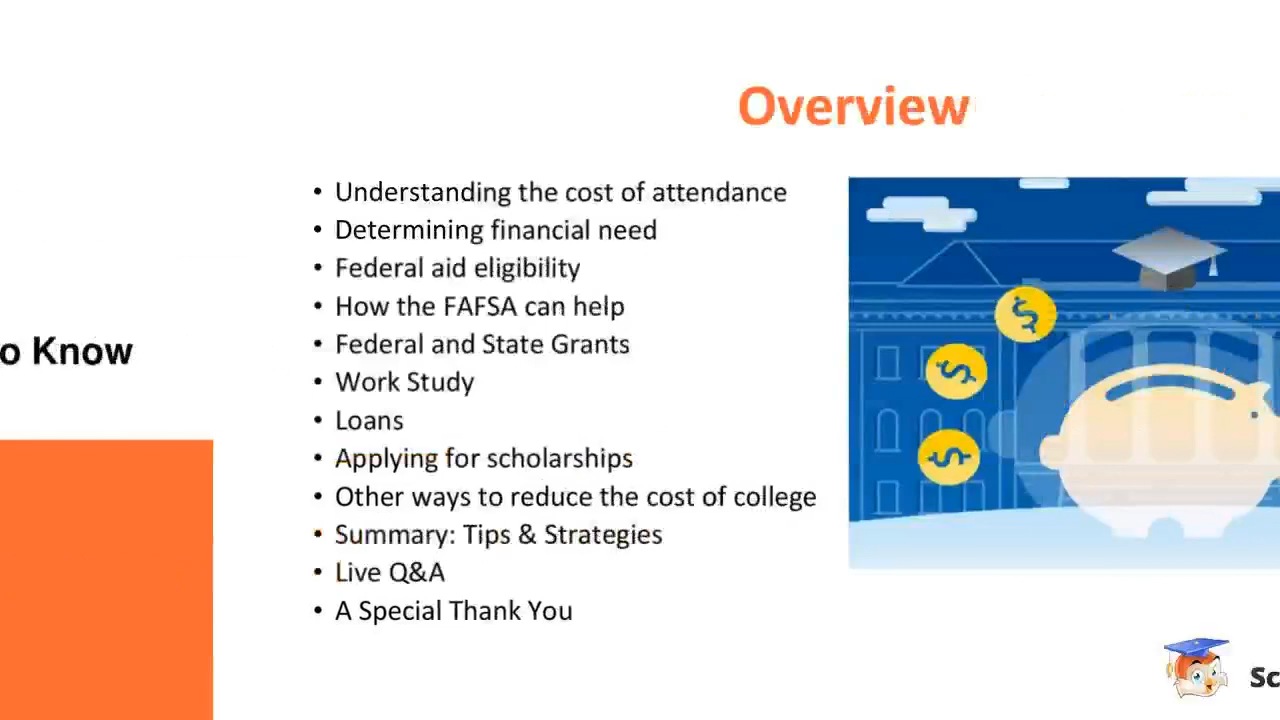 Overview
• Understanding the cost of attendance
• Determining financial need
• Federal aid eligibility
• How the FAFSA can help
• Federal and State Grants
• Work Study
• Loans
• Applying for scholarships
• Other ways to reduce the cost of college
• Summary: Tips & Strategies
• Live Q&A
• A Special Thank You
o Know
$
$
$
Sc